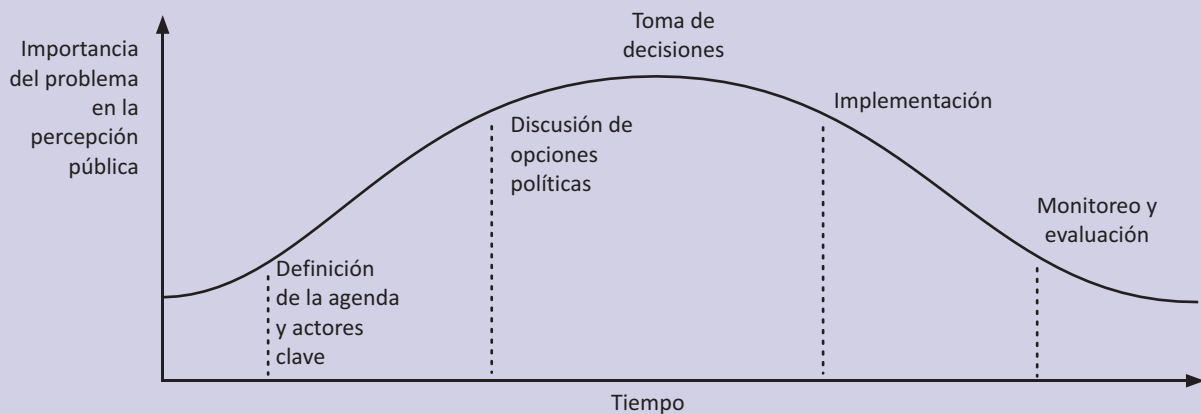 Importancia
del problema
en la
percepción
pública
Toma de
decisiones
Implementación
Discusión de
opciones
políticas
Monitoreo y
evaluación
Definición
de la agenda
y actores
clave
Tiempo